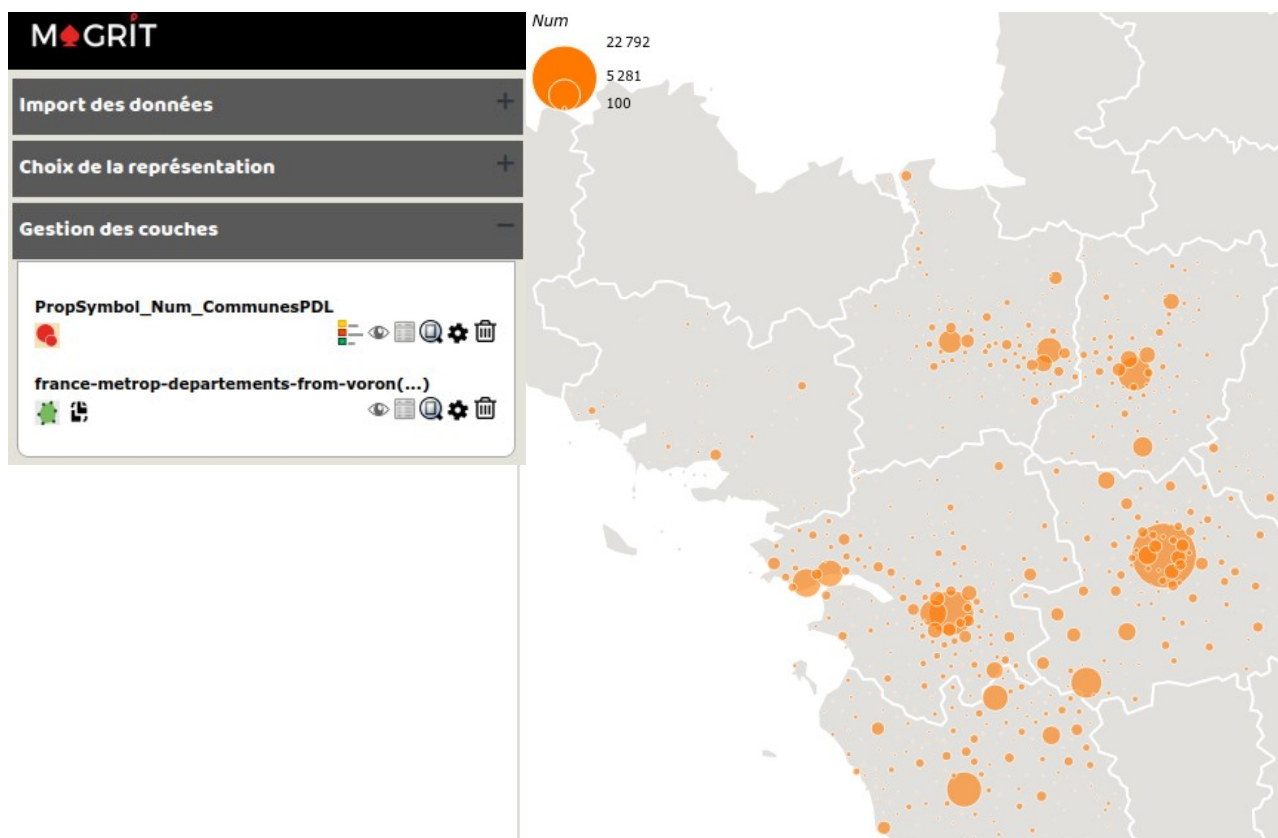 MAGRIT
Import des données
Choix de la représentation
Gestion des couches
PropSymbol_Num_CommunesPDL
france-metrop-departements-from-voron(...)
Num
22 792
5 281
100